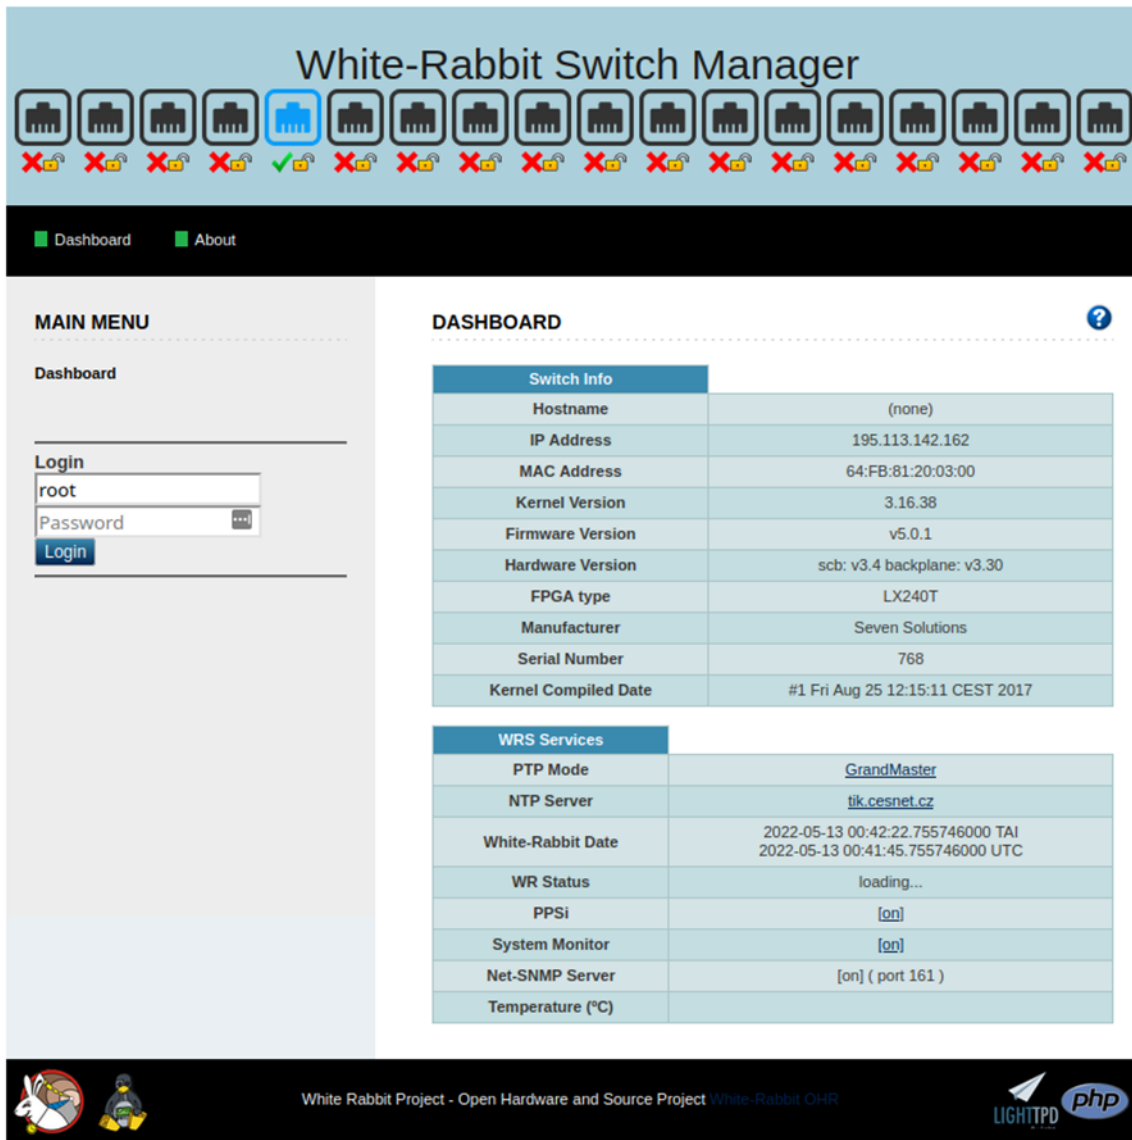 White-Rabbit Switch Manager
Dashboard About
MAIN MENU
Dashboard
Login
root
Password
Login
DASHBOARD
?
Switch Info
Hostname (none)
IP Address 195.113.142.162
MAC Address 64:FB:81:20:03:00
Kernel Version 3.16.38
Firmware Version v5.0.1
Hardware Version scb: v3.4 backplane: v3.30
FPGA type LX240T
Manufacturer Seven Solutions
Serial Number 768
Kernel Compiled Date #1 Fri Aug 25 12:15:11 CEST 2017
WRS Services
PTP Mode GrandMaster
NTP Server tik.cesnet.cz
White-Rabbit Date 2022-05-13 00:42:22.755746000 TAI
2022-05-13 00:41:45.755746000 UTC
WR Status loading...
PPSi [on]
System Monitor [on]
Net-SNMP Server [on] ( port 161 )
Temperature (ºC)
White Rabbit Project - Open Hardware and Source Project White-Rabbit OHR
LIGHTTPD
php